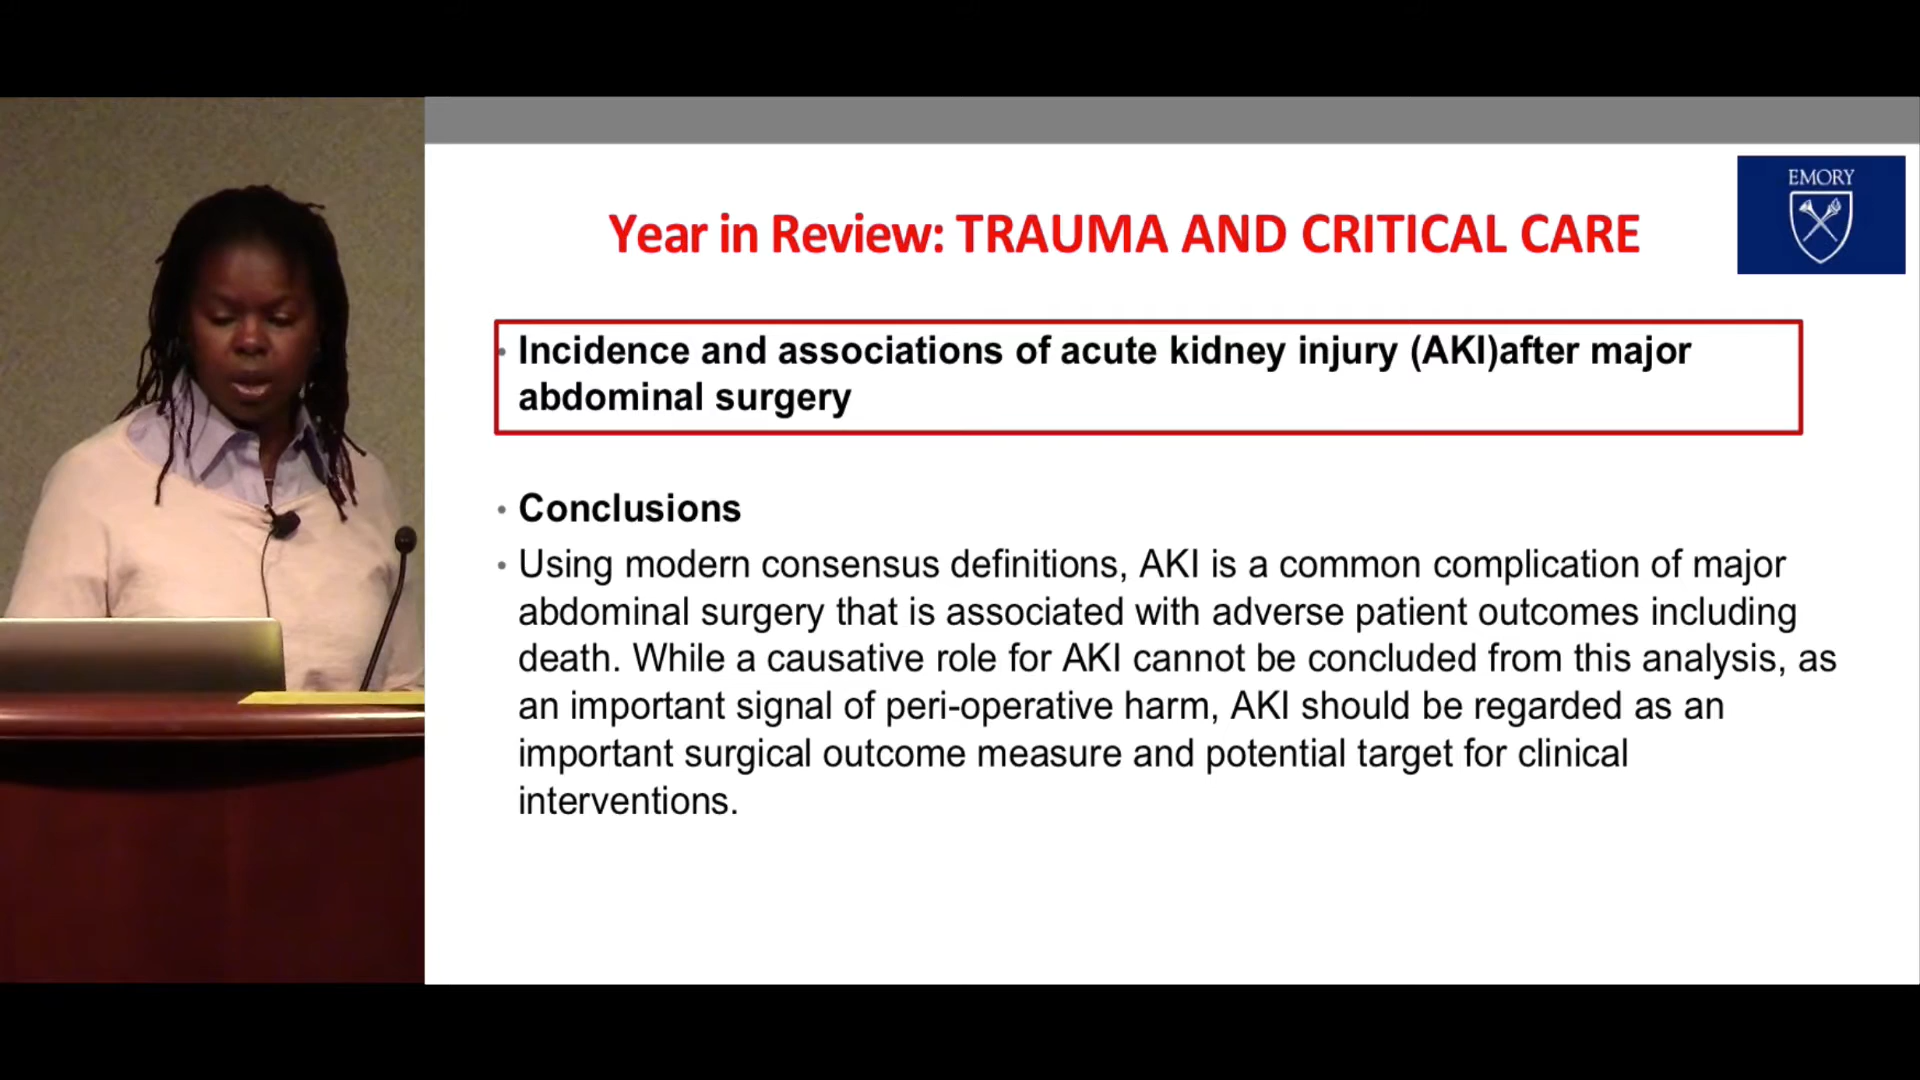 EMORY
Year in Review: TRAUMA AND CRITICAL CARE
• Incidence and associations of acute kidney injury (AKI)after major
abdominal surgery
• Conclusions
• Using modern consensus definitions, AKI is a common complication of major
abdominal surgery that is associated with adverse patient outcomes including
death. While a causative role for AKI cannot be concluded from this analysis, as
an important signal of peri-operative harm, AKI should be regarded as an
important surgical outcome measure and potential target for clinical
interventions.